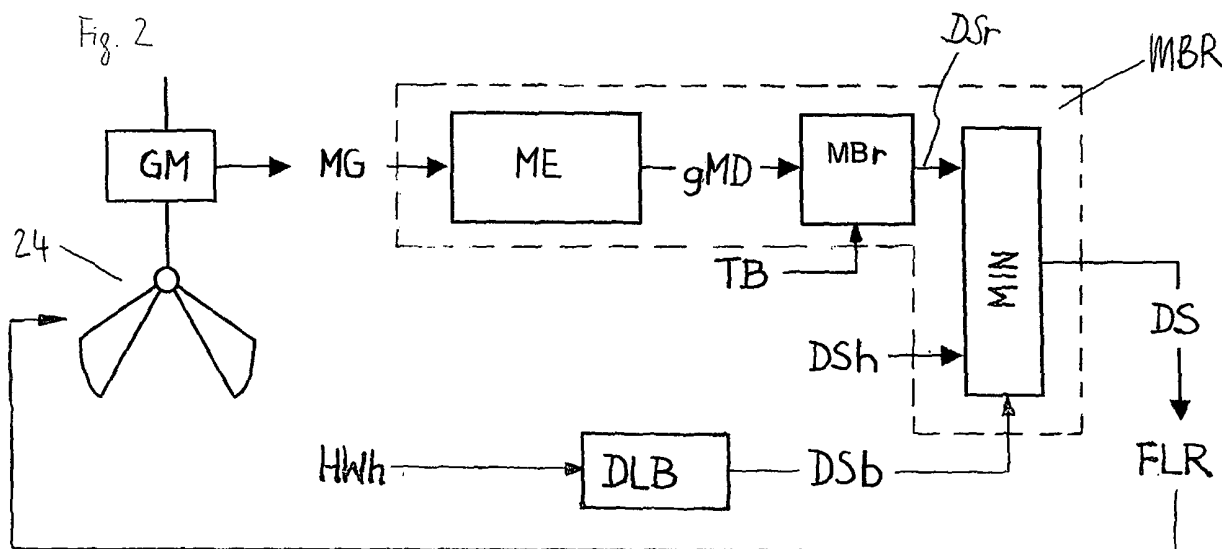 Fig. 2
DSr
MBR
GM
MG
ME
gMD
MBr
MIN
24
TB
DS
DSh
HWh
DLB
DSb
FLR